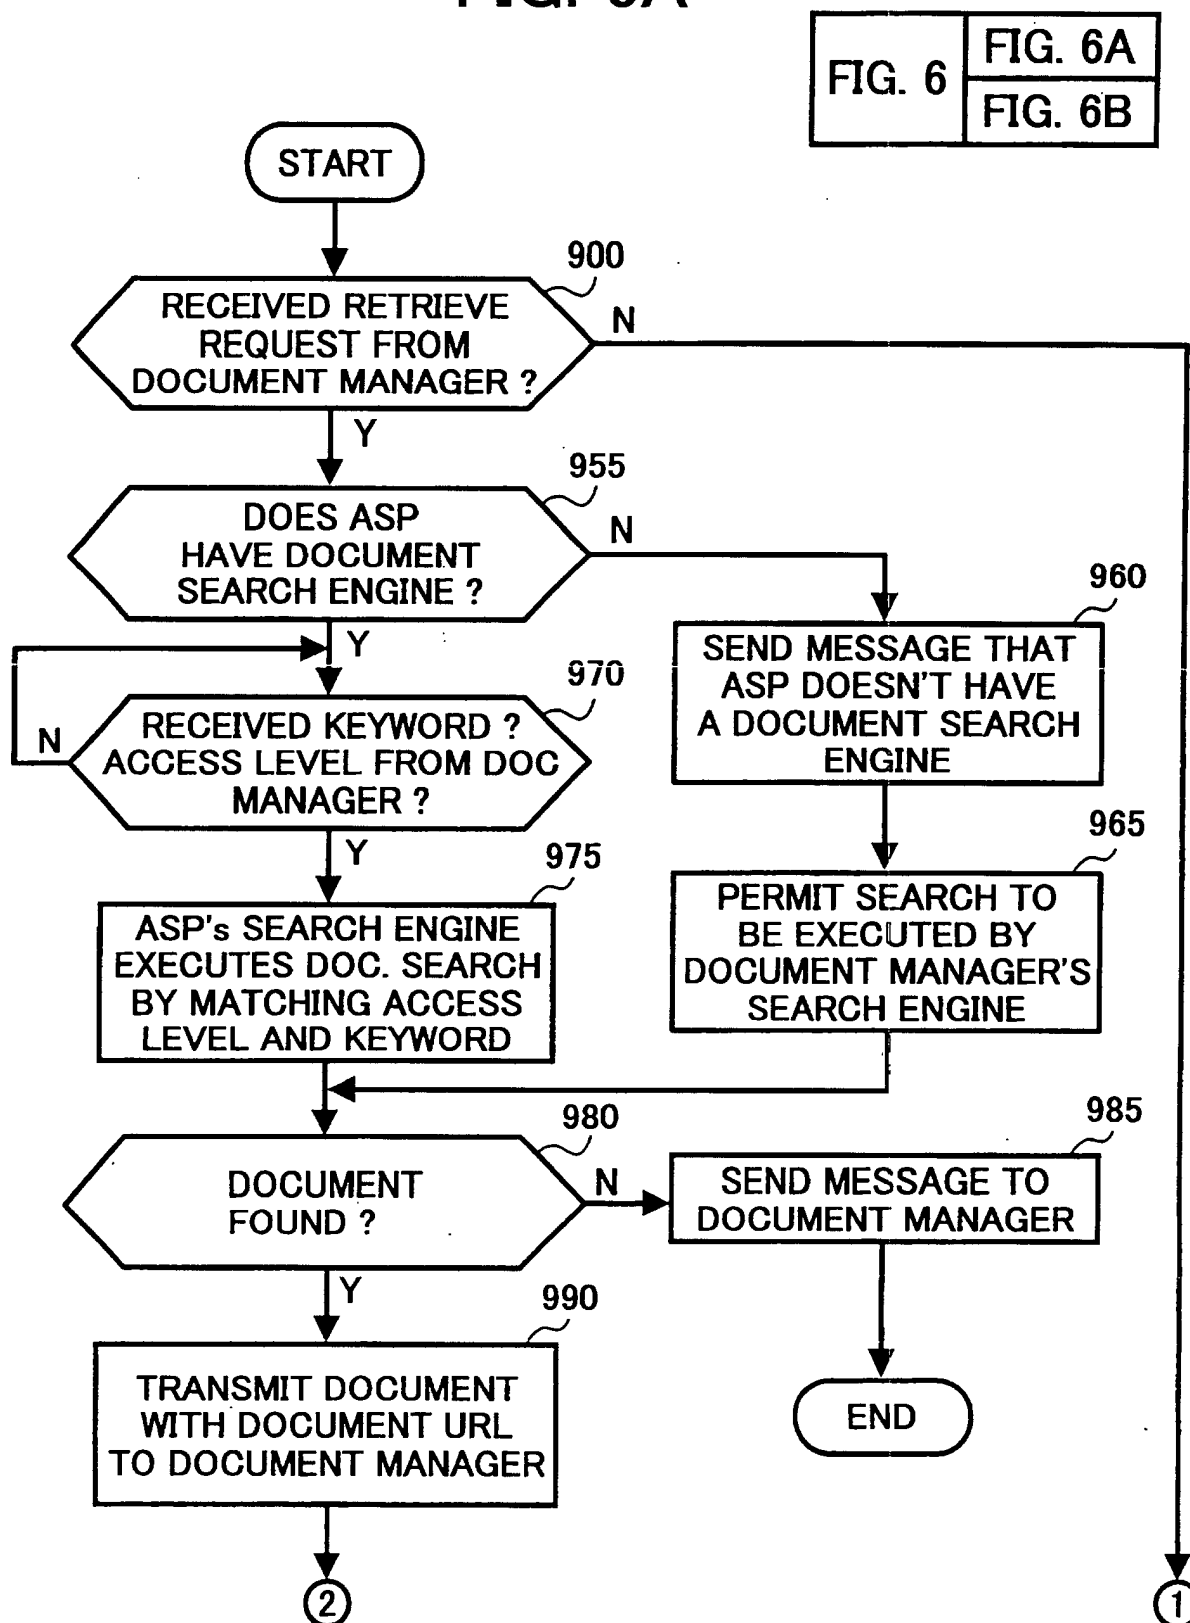 FIG. 6A
FIG. 6
FIG. 6A
FIG. 6B
START
900
RECEIVED RETRIEVE
REQUEST FROM
DOCUMENT MANAGER ?
N
Y
955
DOES ASP
HAVE DOCUMENT
SEARCH ENGINE ?
N
Y
960
SEND MESSAGE THAT
ASP DOESN'T HAVE
A DOCUMENT SEARCH
ENGINE
970
RECEIVED KEYWORD ?
ACCESS LEVEL FROM DOC
MANAGER ?
N
Y
965
PERMIT SEARCH TO
BE EXECUTED BY
DOCUMENT MANAGER'S
SEARCH ENGINE
975
ASP's SEARCH ENGINE
EXECUTES DOC. SEARCH
BY MATCHING ACCESS
LEVEL AND KEYWORD
980
DOCUMENT
FOUND ?
N
Y
985
SEND MESSAGE TO
DOCUMENT MANAGER
END
990
TRANSMIT DOCUMENT
WITH DOCUMENT URL
TO DOCUMENT MANAGER
2
1